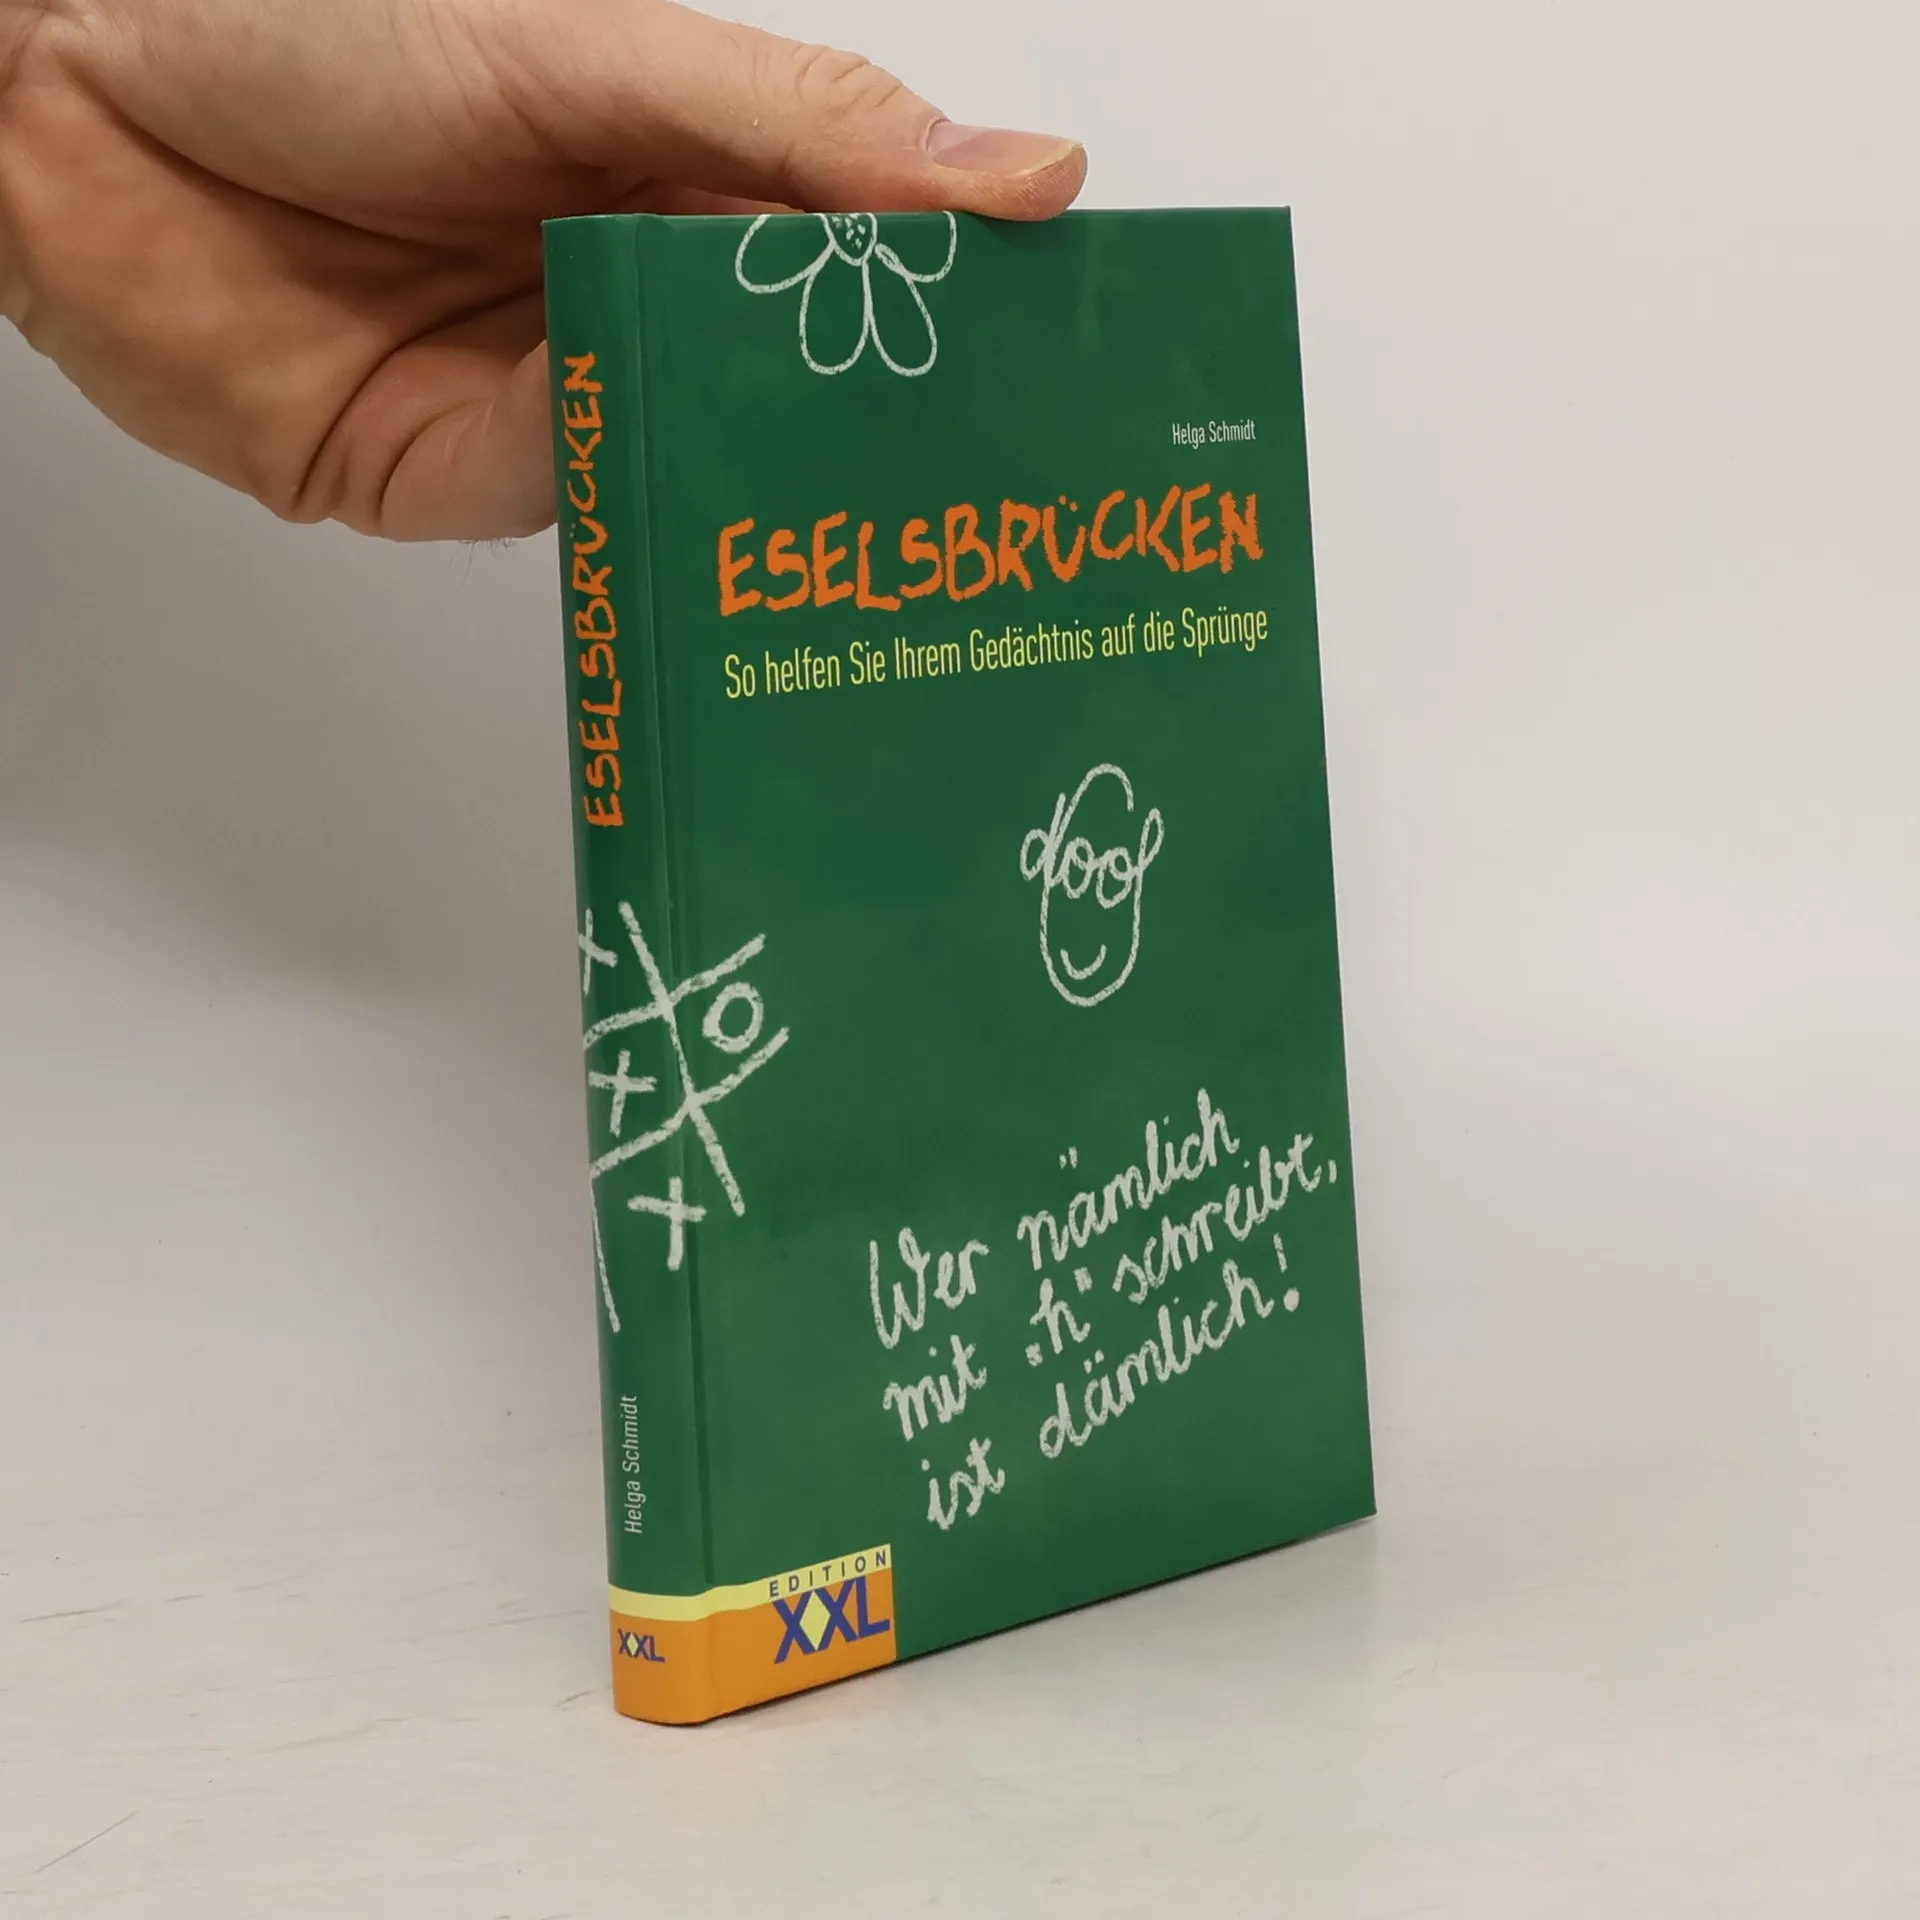 Helga Schmidt
ESELSBRÜCKEN
So helfen Sie Ihrem Gedächtnis auf die Sprünge
doof
Wer nämlich
mit „h" schreibt,
ist dämlich!
EDITION
XXL
ESELSBRÜCKEN
Helga Schmidt
XXL